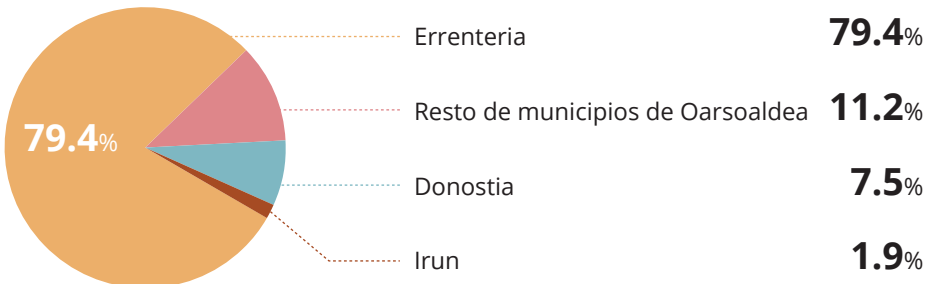 Errenteria 79.4%
Resto de municipios de Oarsoaldea 11.2%
79.4%
Donostia 7.5%
Irun 1.9%